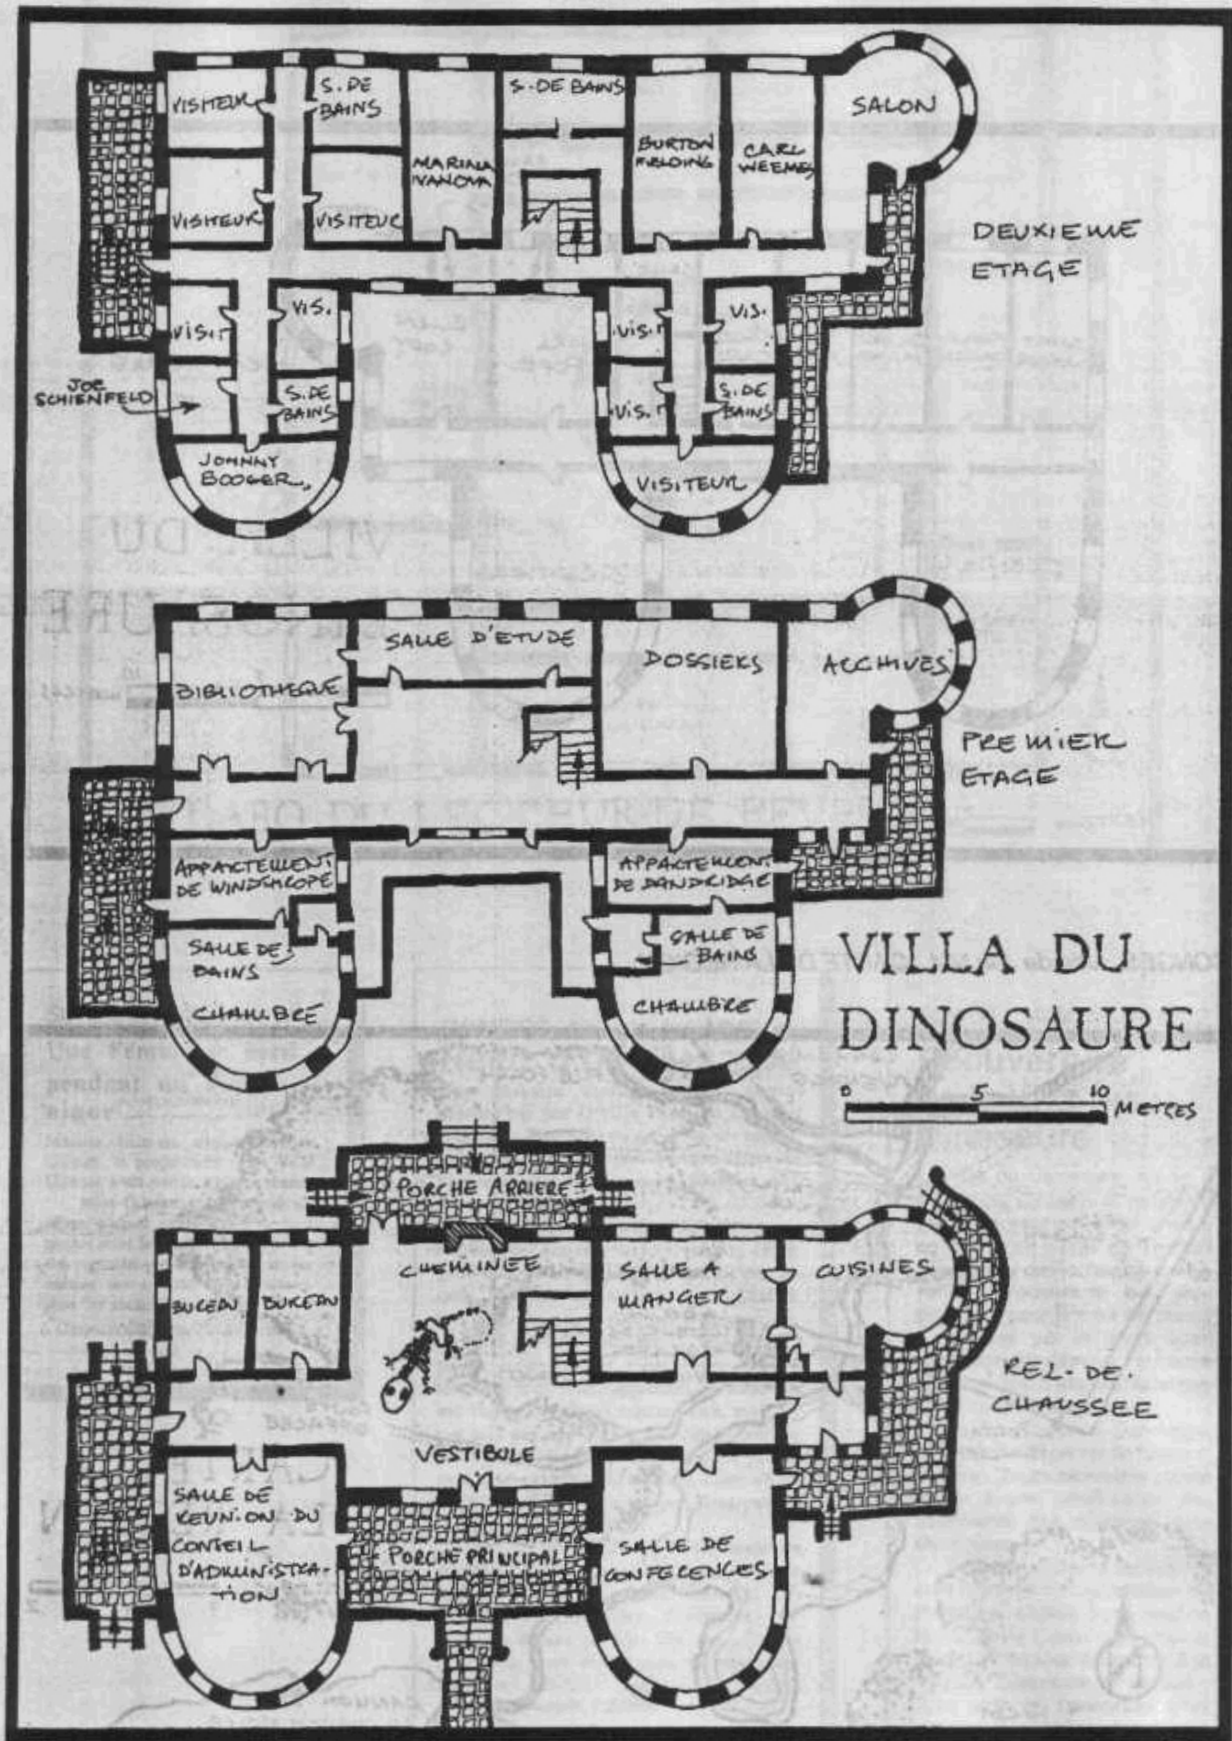 VISITEUR
S. DE
BAINS
MARINA
IVANOVA
S. DE BAINS
BURTON
FIELDING
CARL
WEEMES
SALON
VISITEUR
VISITEUR
DEUXIEME
ETAGE
VIS.
VIS.
VIS.
VIS.
JOE
SCHIENFELD
S. DE
BAINS
VIS.
S. DE
BAINS
JOHNNY
BOOGER
VISITEUR
SALLE D'ETUDE
DOSSIERS
ARCHIVES
BIBLIOTHEQUE
PREMIER
ETAGE
APPARTEMENT
DE WINDTHROPE
APPARTEMENT
DE DANDRIDGE
SALLE DE
BAINS
CHAMBRE
SALLE DE
BAINS
CHAMBRE
VILLA DU
DINOSAURE
0 5 10
METRES
PORCHE ARRIERE
CHEMINEE
BUREAU
BUREAU
SALLE A
MANGER
CUISINES
REZ-DE-
CHAUSSEE
VESTIBULE
SALLE DE
REUNION DU
CONSEIL
D'ADMINISTRA-
TION
PORCHE PRINCIPAL
SALLE DE
CONFERENCES